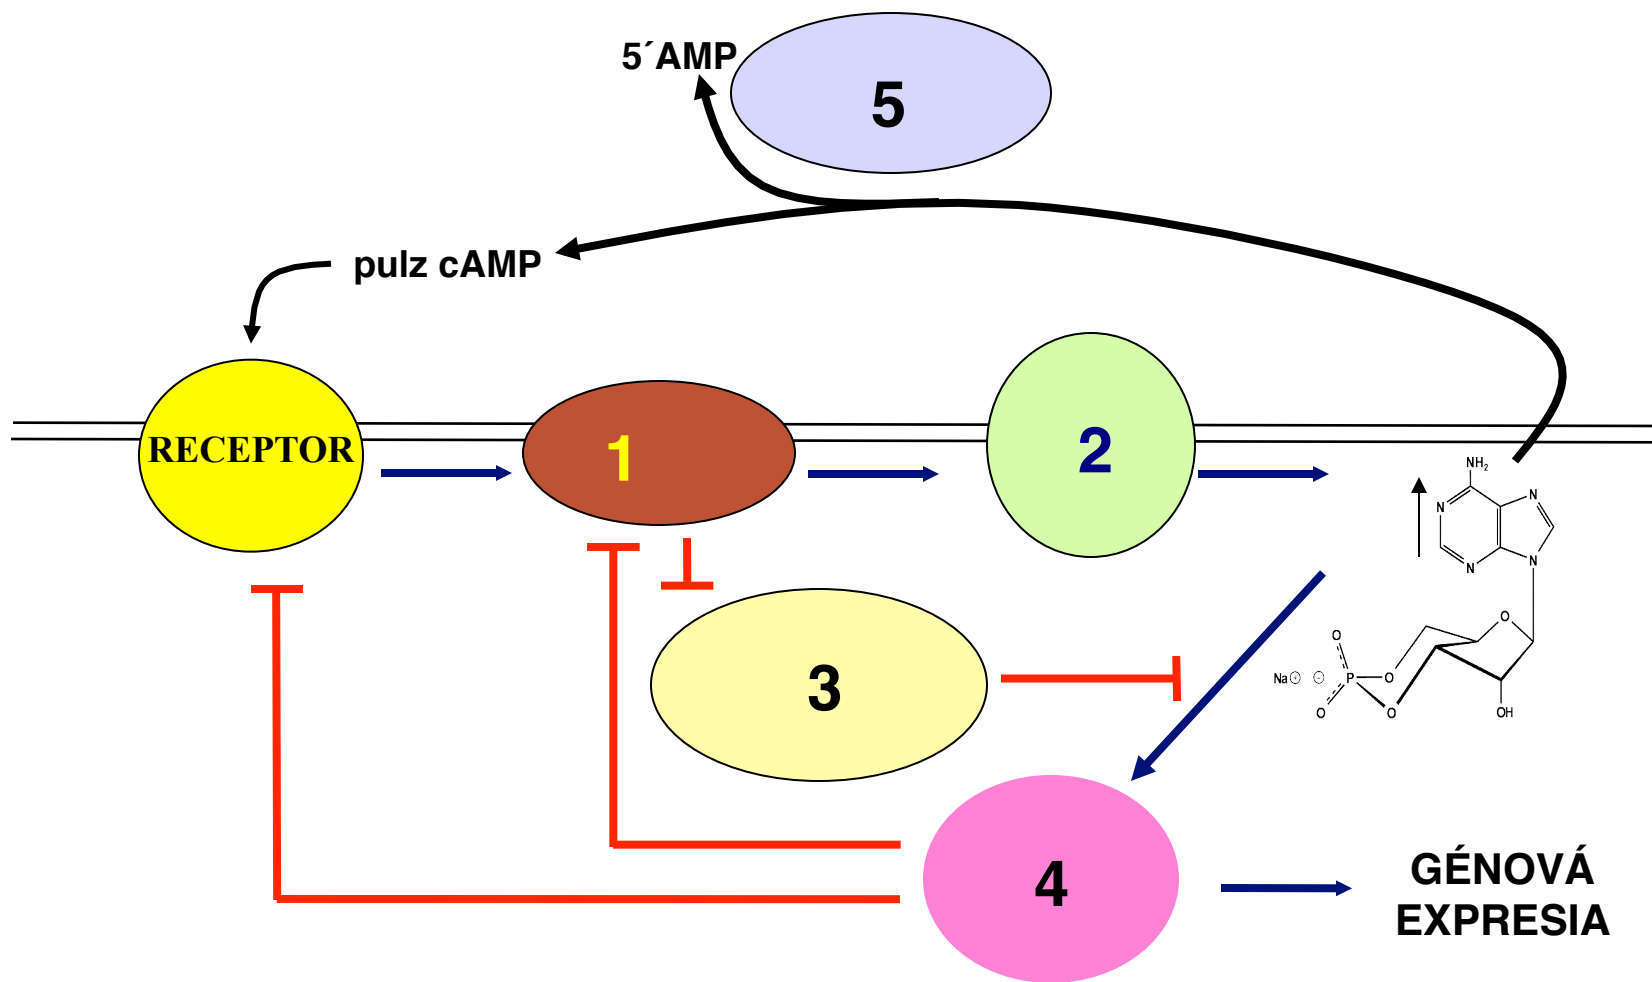 5´AMP
5
pulz cAMP
RECEPTOR
1
2
NH2
N
N
N
N
O
O
Na⊕ ⊖ P O
O
O
OH
3
4
GÉNOVÁ
EXPRESIA